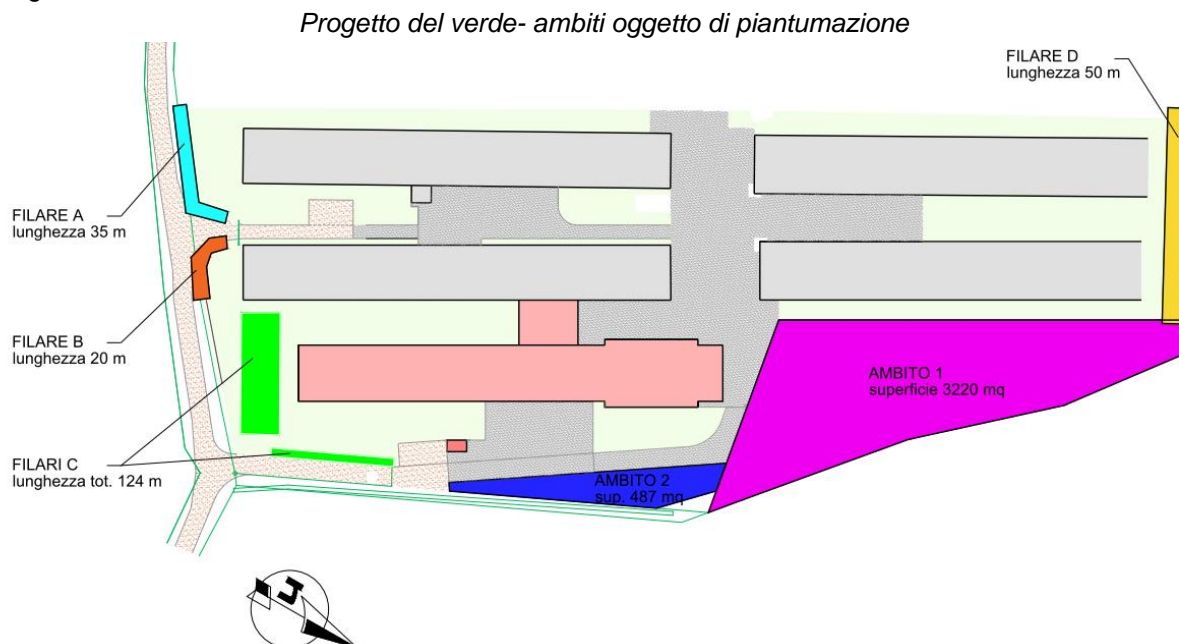 Progetto del verde- ambiti oggetto di piantumazione
FILARE D
lunghezza 50 m
FILARE A
lunghezza 35 m
FILARE B
lunghezza 20 m
AMBITO 1
superficie 3220 mq
FILARI C
lunghezza tot. 124 m
AMBITO 2
sup. 487 mq